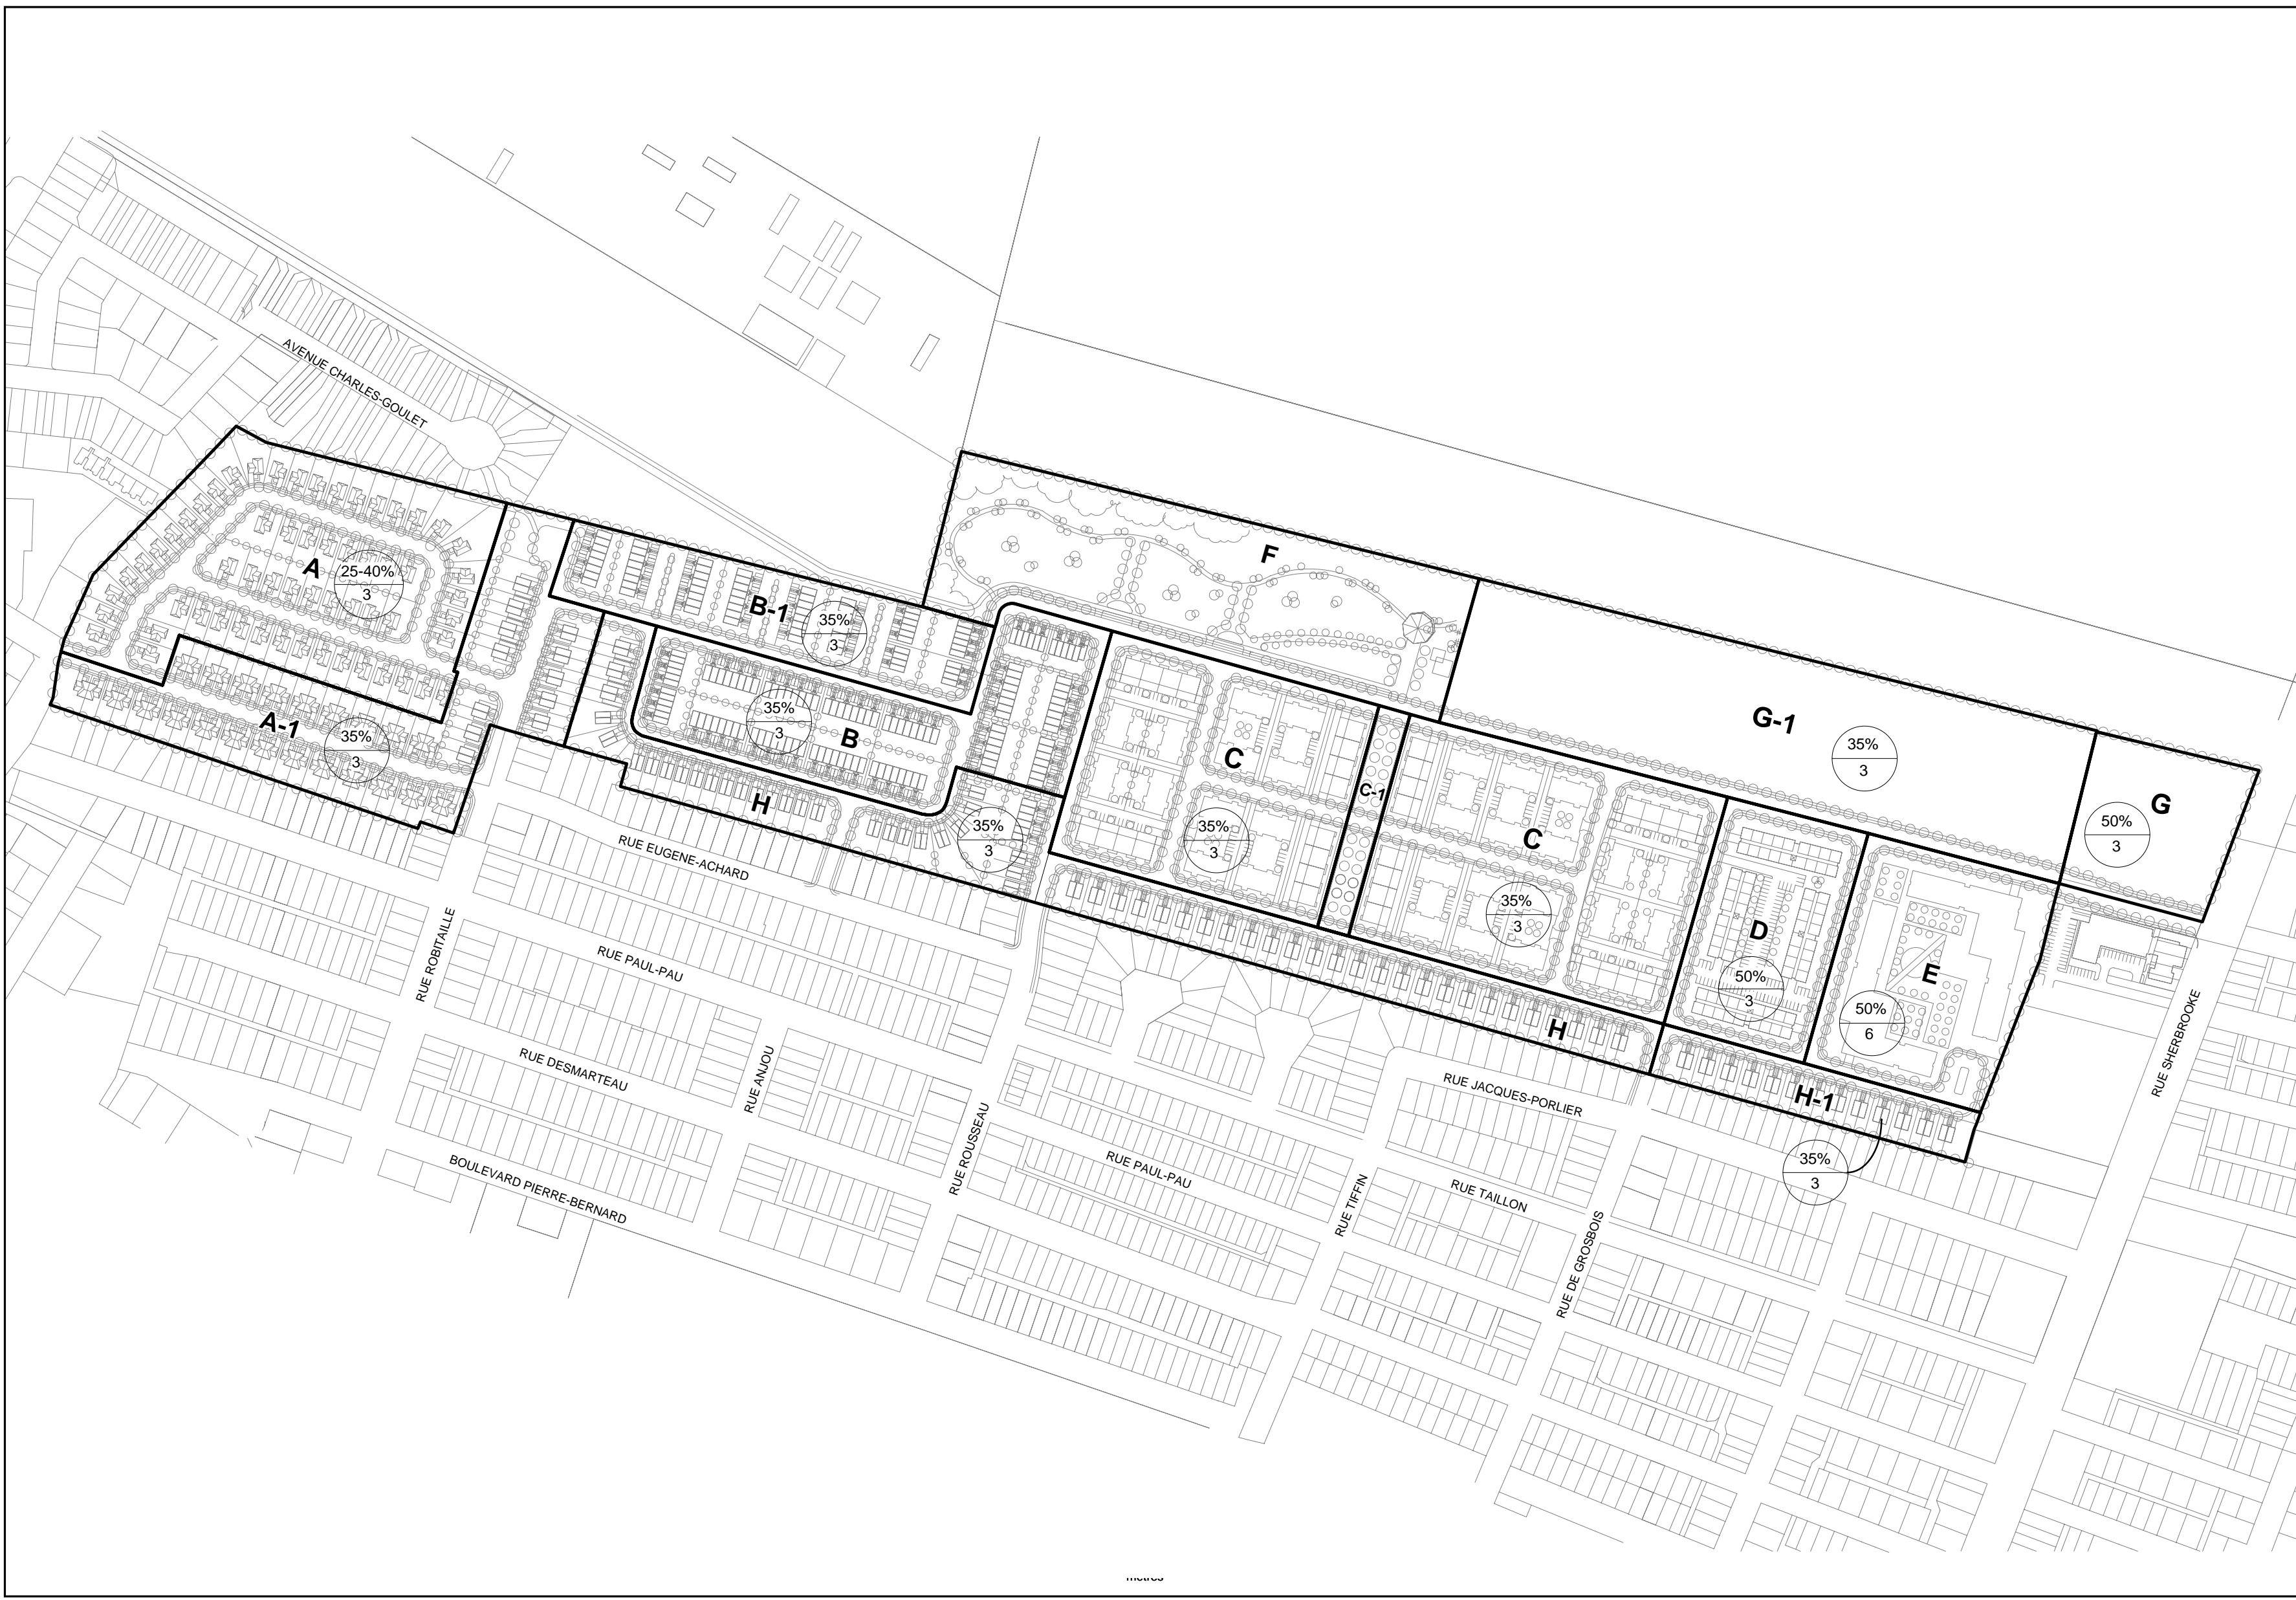 AVENUE CHARLES-GOULET
F
A
25-40%
3
B-1
35%
3
A-1
35%
3
35%
3
B
H
35%
3
C
35%
3
C-1
C
35%
3
G-1
35%
3
G
50%
3
D
50%
3
E
50%
6
H
H-1
35%
3
RUE EUGENE-ACHARD
RUE ROBITAILLE
RUE PAUL-PAU
RUE DESMARTEAU
RUE ANJOU
BOULEVARD PIERRE-BERNARD
RUE ROUSSEAU
RUE PAUL-PAU
RUE TIFFIN
RUE JACQUES-PORLIER
RUE TAILLON
RUE DE GROSBOIS
RUE SHERBROOKE